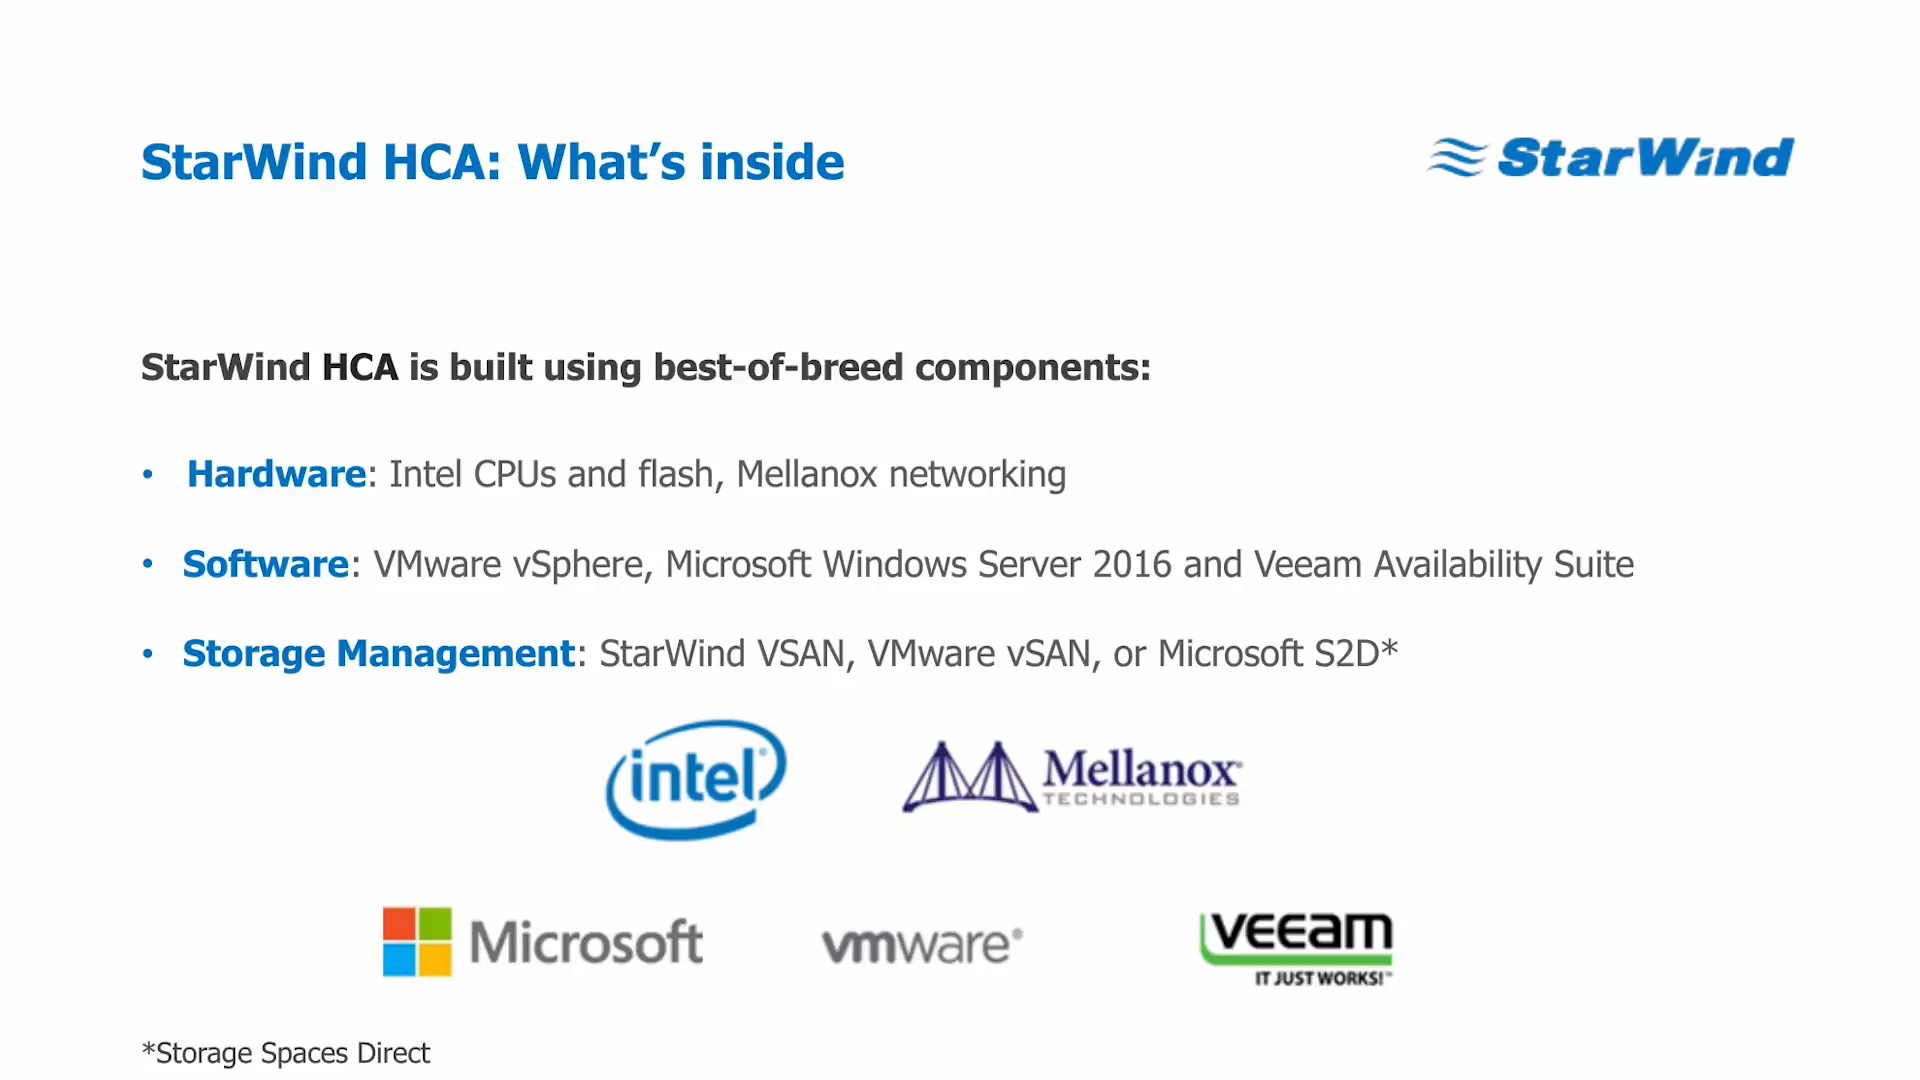 StarWind HCA: What’s inside
StarWind
StarWind HCA is built using best-of-breed components:
• Hardware: Intel CPUs and flash, Mellanox networking
• Software: VMware vSphere, Microsoft Windows Server 2016 and Veeam Availability Suite
• Storage Management: StarWind VSAN, VMware vSAN, or Microsoft S2D*
intel®
Mellanox®
TECHNOLOGIES
Microsoft
vmware®
veeam
IT JUST WORKS!™
*Storage Spaces Direct